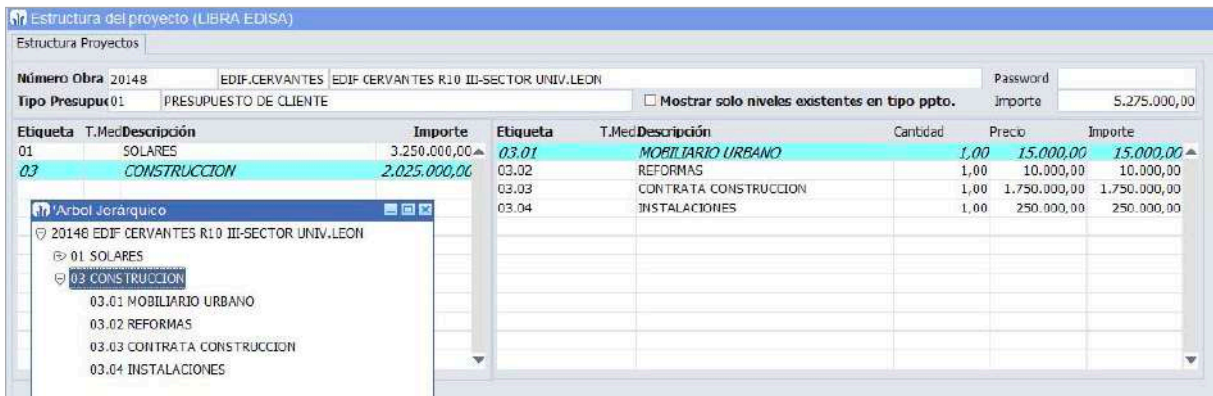 Estructura del proyecto (LIBRA EDISA)
Estructura Proyectos
Número Obra 20148 EDIF.CERVANTES EDIF CERVANTES R10 III-SECTOR UNIV.LEON Password
Tipo Presupue 01 PRESUPUESTO DE CLIENTE Mostrar solo niveles existentes en tipo ppto. Importe 5.275.000,00
Etiqueta T.Med Descripción Importe Etiqueta T.Med Descripción Cantidad Precio Importe
01 SOLARES 3.250.000,00 03.01 MOBILIARIO URBANO 1,00 15.000,00 15.000,00
03 CONSTRUCCION 2.025.000,00 03.02 REFORMAS 1,00 10.000,00 10.000,00
03.03 CONTRATA CONSTRUCCION 1,00 1.750.000,00 1.750.000,00
03.04 INSTALACIONES 1,00 250.000,00 250.000,00
'Arbol Jerárquico
20148 EDIF CERVANTES R10 III-SECTOR UNIV.LEON
01 SOLARES
03 CONSTRUCCION
03.01 MOBILIARIO URBANO
03.02 REFORMAS
03.03 CONTRATA CONSTRUCCION
03.04 INSTALACIONES